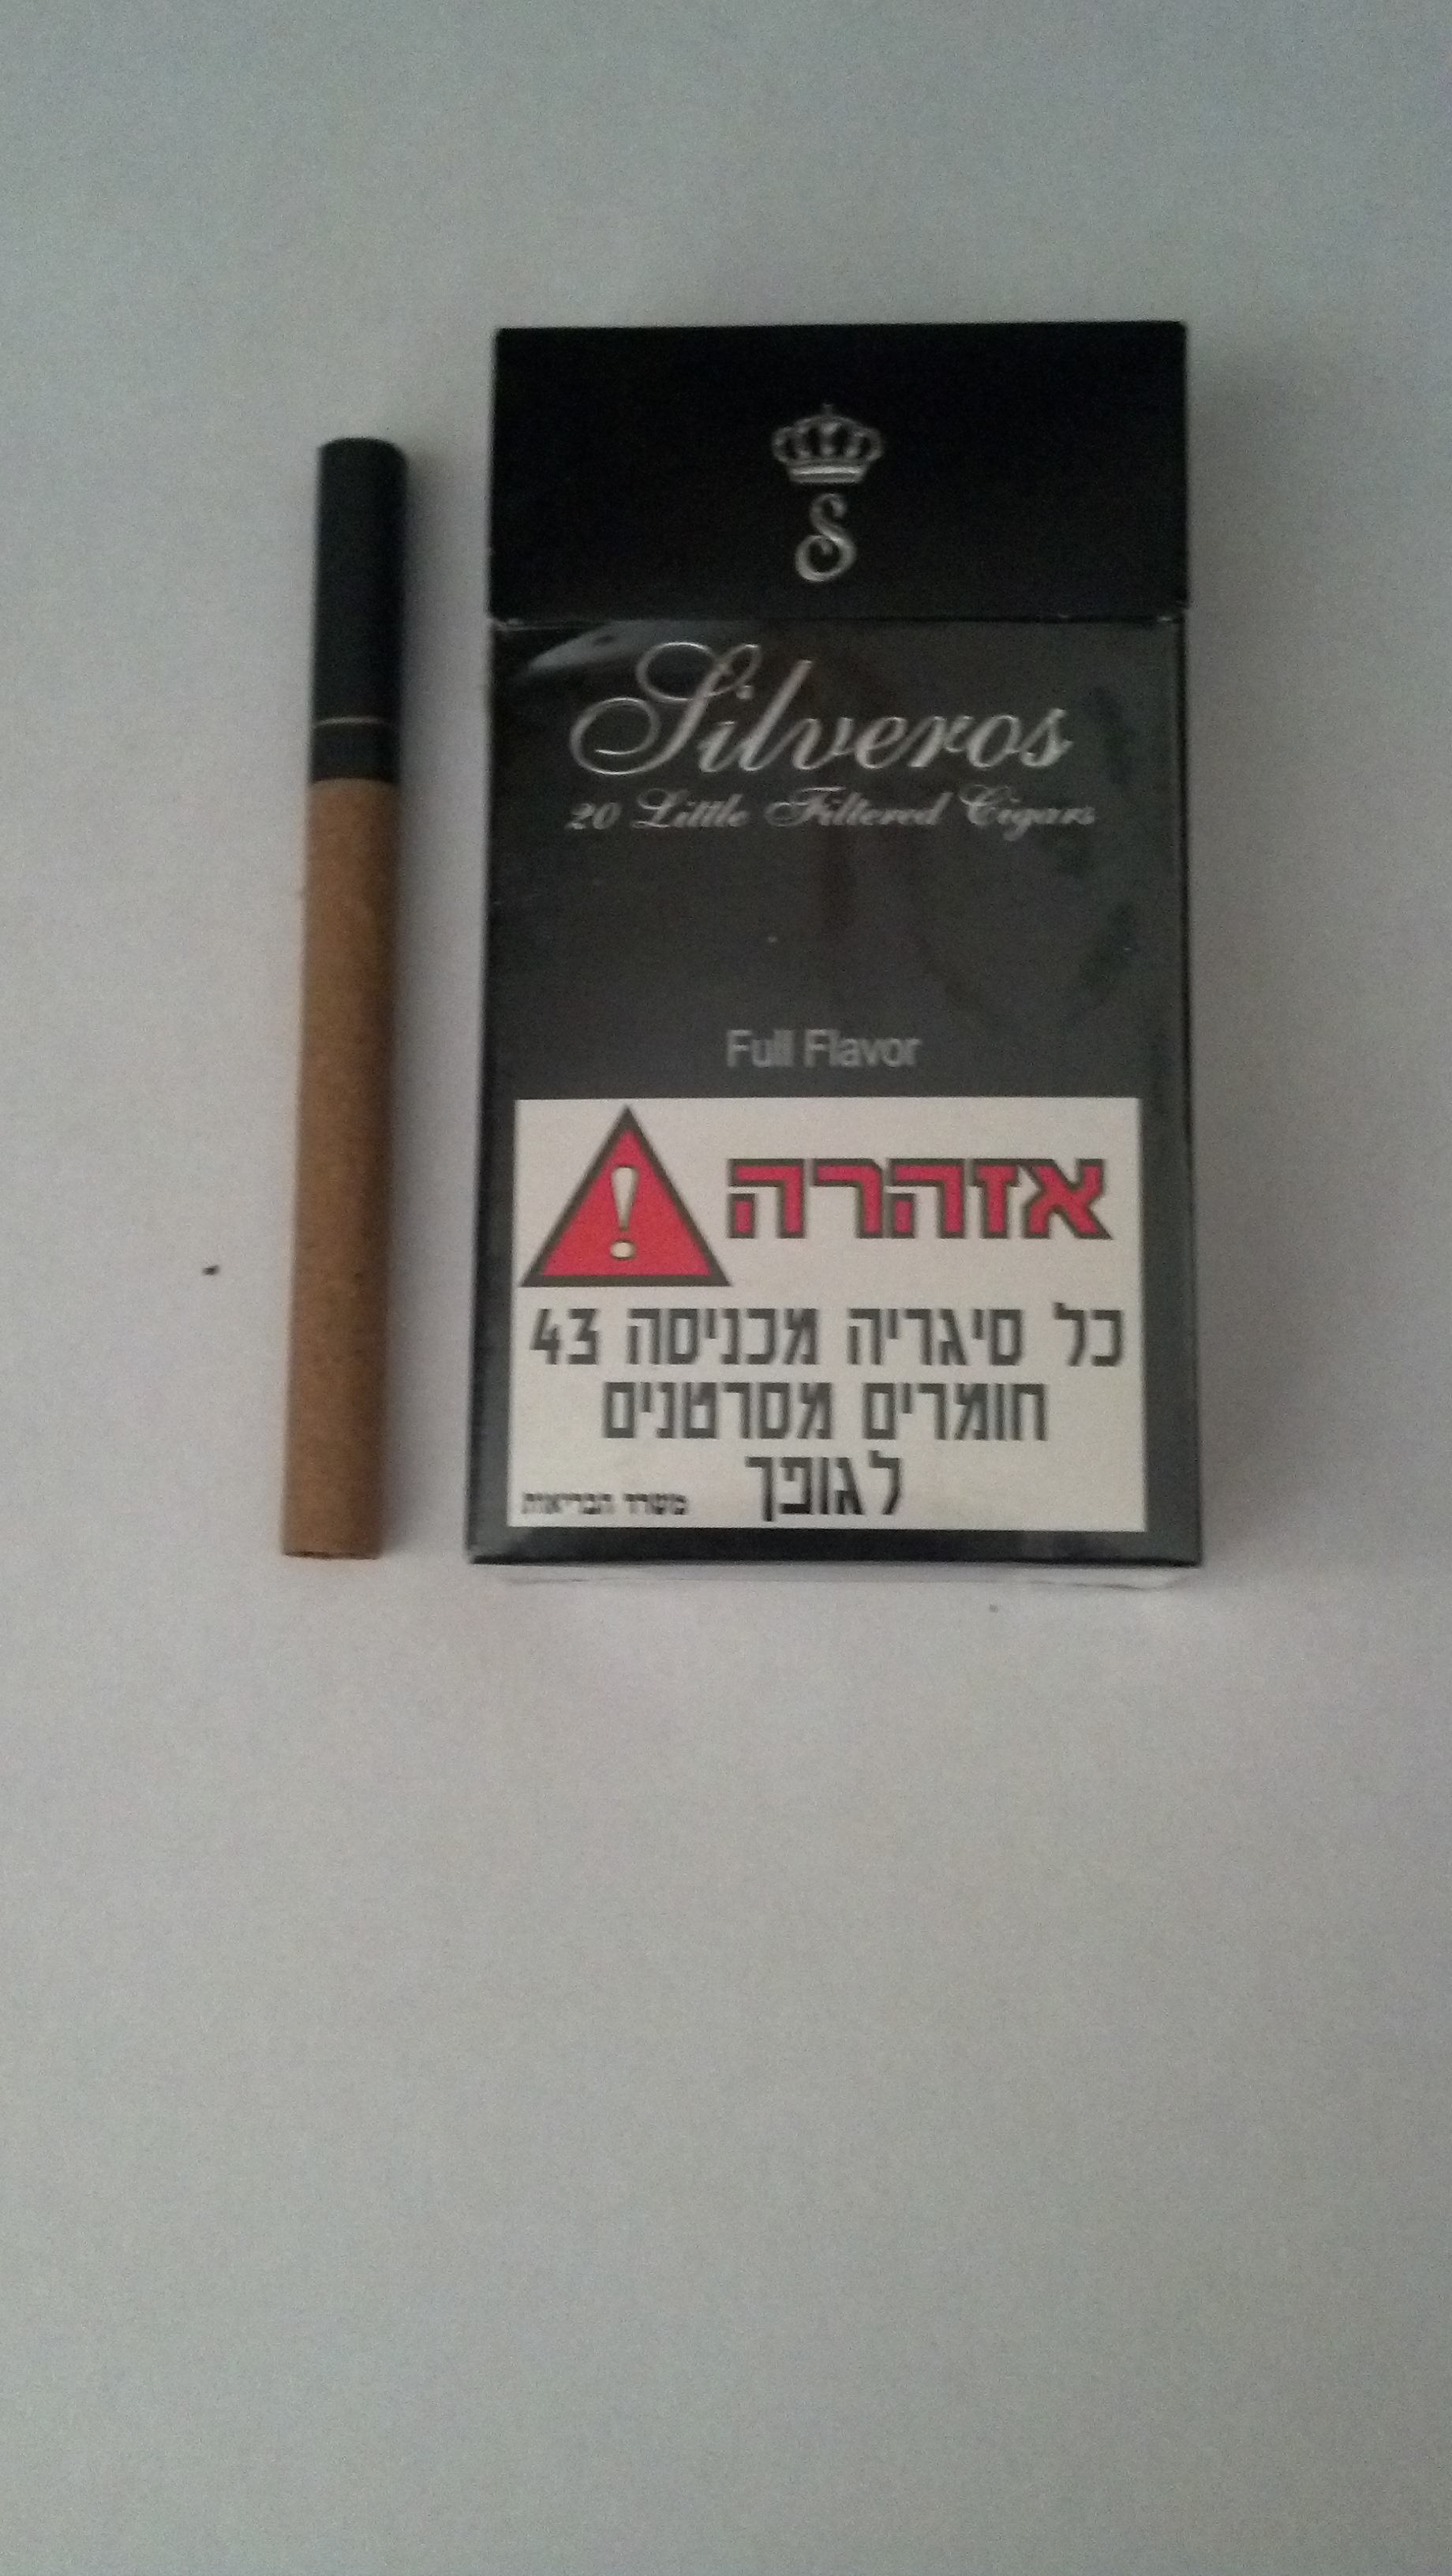 S
Silveros
20 Little Filtered Cigars
Full Flavor
אזהרה
כל סיגריה מכניסה 43
חומרים מסרטנים
לגופך
משרד הבריאות